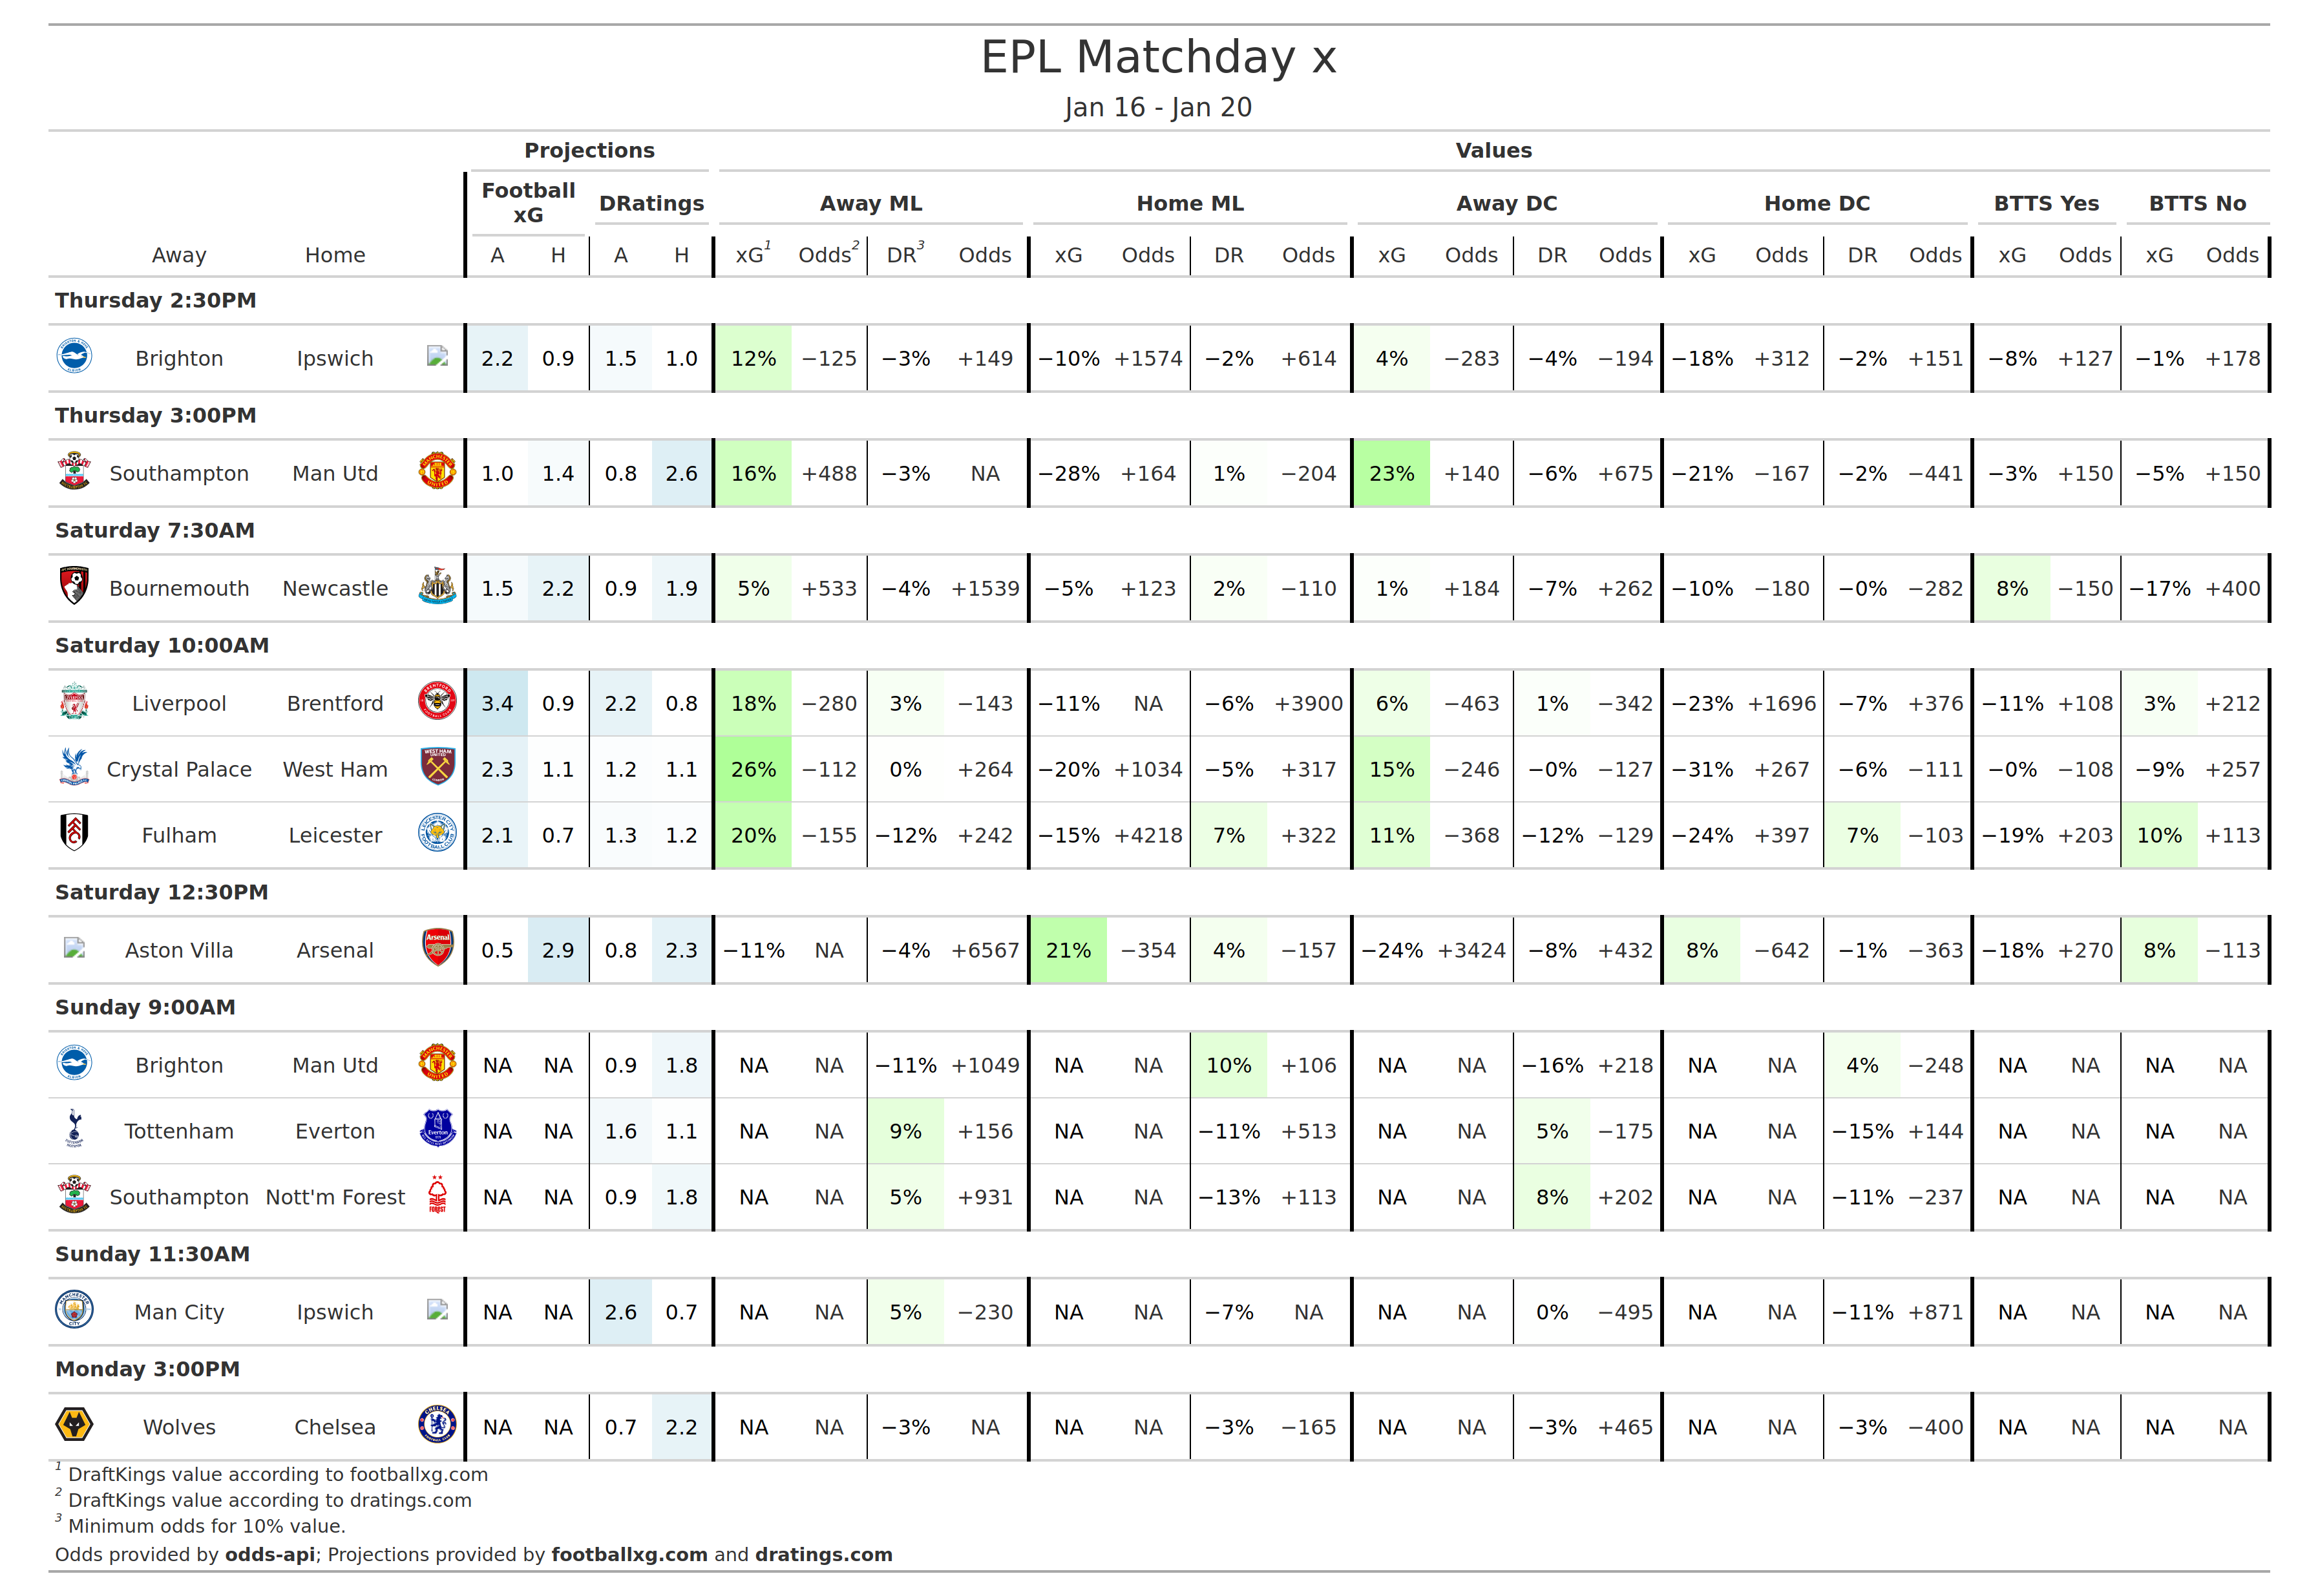 EPL Matchday x
Jan 16 - Jan 20
Projections Values
Football xG DRatings Away ML Home ML Away DC Home DC BTTS Yes BTTS No
Away Home A H A H xG1 Odds2 DR3 Odds xG Odds DR Odds xG Odds DR Odds xG Odds DR Odds xG Odds xG Odds
Thursday 2:30PM
Brighton Ipswich 2.2 0.9 1.5 1.0 12% −125 −3% +149 −10% +1574 −2% +614 4% −283 −4% −194 −18% +312 −2% +151 −8% +127 −1% +178
Thursday 3:00PM
Southampton Man Utd 1.0 1.4 0.8 2.6 16% +488 −3% NA −28% +164 1% −204 23% +140 −6% +675 −21% −167 −2% −441 −3% +150 −5% +150
Saturday 7:30AM
Bournemouth Newcastle 1.5 2.2 0.9 1.9 5% +533 −4% +1539 −5% +123 2% −110 1% +184 −7% +262 −10% −180 −0% −282 8% −150 −17% +400
Saturday 10:00AM
Liverpool Brentford 3.4 0.9 2.2 0.8 18% −280 3% −143 −11% NA −6% +3900 6% −463 1% −342 −23% +1696 −7% +376 −11% +108 3% +212
Crystal Palace West Ham 2.3 1.1 1.2 1.1 26% −112 0% +264 −20% +1034 −5% +317 15% −246 −0% −127 −31% +267 −6% −111 −0% −108 −9% +257
Fulham Leicester 2.1 0.7 1.3 1.2 20% −155 −12% +242 −15% +4218 7% +322 11% −368 −12% −129 −24% +397 7% −103 −19% +203 10% +113
Saturday 12:30PM
Aston Villa Arsenal 0.5 2.9 0.8 2.3 −11% NA −4% +6567 21% −354 4% −157 −24% +3424 −8% +432 8% −642 −1% −363 −18% +270 8% −113
Sunday 9:00AM
Brighton Man Utd NA NA 0.9 1.8 NA NA −11% +1049 NA NA 10% +106 NA NA −16% +218 NA NA 4% −248 NA NA NA NA
Tottenham Everton NA NA 1.6 1.1 NA NA 9% +156 NA NA −11% +513 NA NA 5% −175 NA NA −15% +144 NA NA NA NA
Southampton Nott'm Forest NA NA 0.9 1.8 NA NA 5% +931 NA NA −13% +113 NA NA 8% +202 NA NA −11% −237 NA NA NA NA
Sunday 11:30AM
Man City Ipswich NA NA 2.6 0.7 NA NA 5% −230 NA NA −7% NA NA NA 0% −495 NA NA −11% +871 NA NA NA NA
Monday 3:00PM
Wolves Chelsea NA NA 0.7 2.2 NA NA −3% NA NA NA −3% −165 NA NA −3% +465 NA NA −3% −400 NA NA NA NA
1 DraftKings value according to footballxg.com
2 DraftKings value according to dratings.com
3 Minimum odds for 10% value.
Odds provided by odds-api; Projections provided by footballxg.com and dratings.com